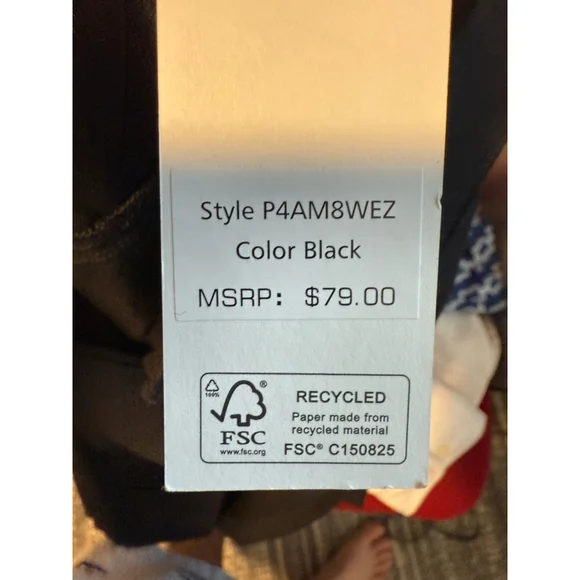 Style P4AM8WEZ
Color Black
MSRP: $79.00
100%
®
FSC
www.fsc.org
RECYCLED
Paper made from
recycled material
FSC® C150825